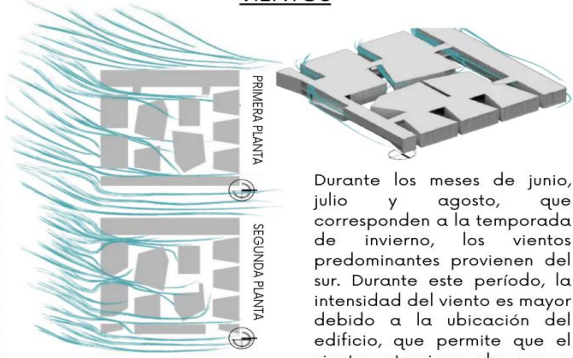 PRIMERA PLANTA
SEGUNDA PLANTA
Durante los meses de junio,
julio y agosto, que
corresponden a la temporada
de invierno, los vientos
predominantes provienen del
sur. Durante este período, la
intensidad del viento es mayor
debido a la ubicación del
edificio, que permite que el